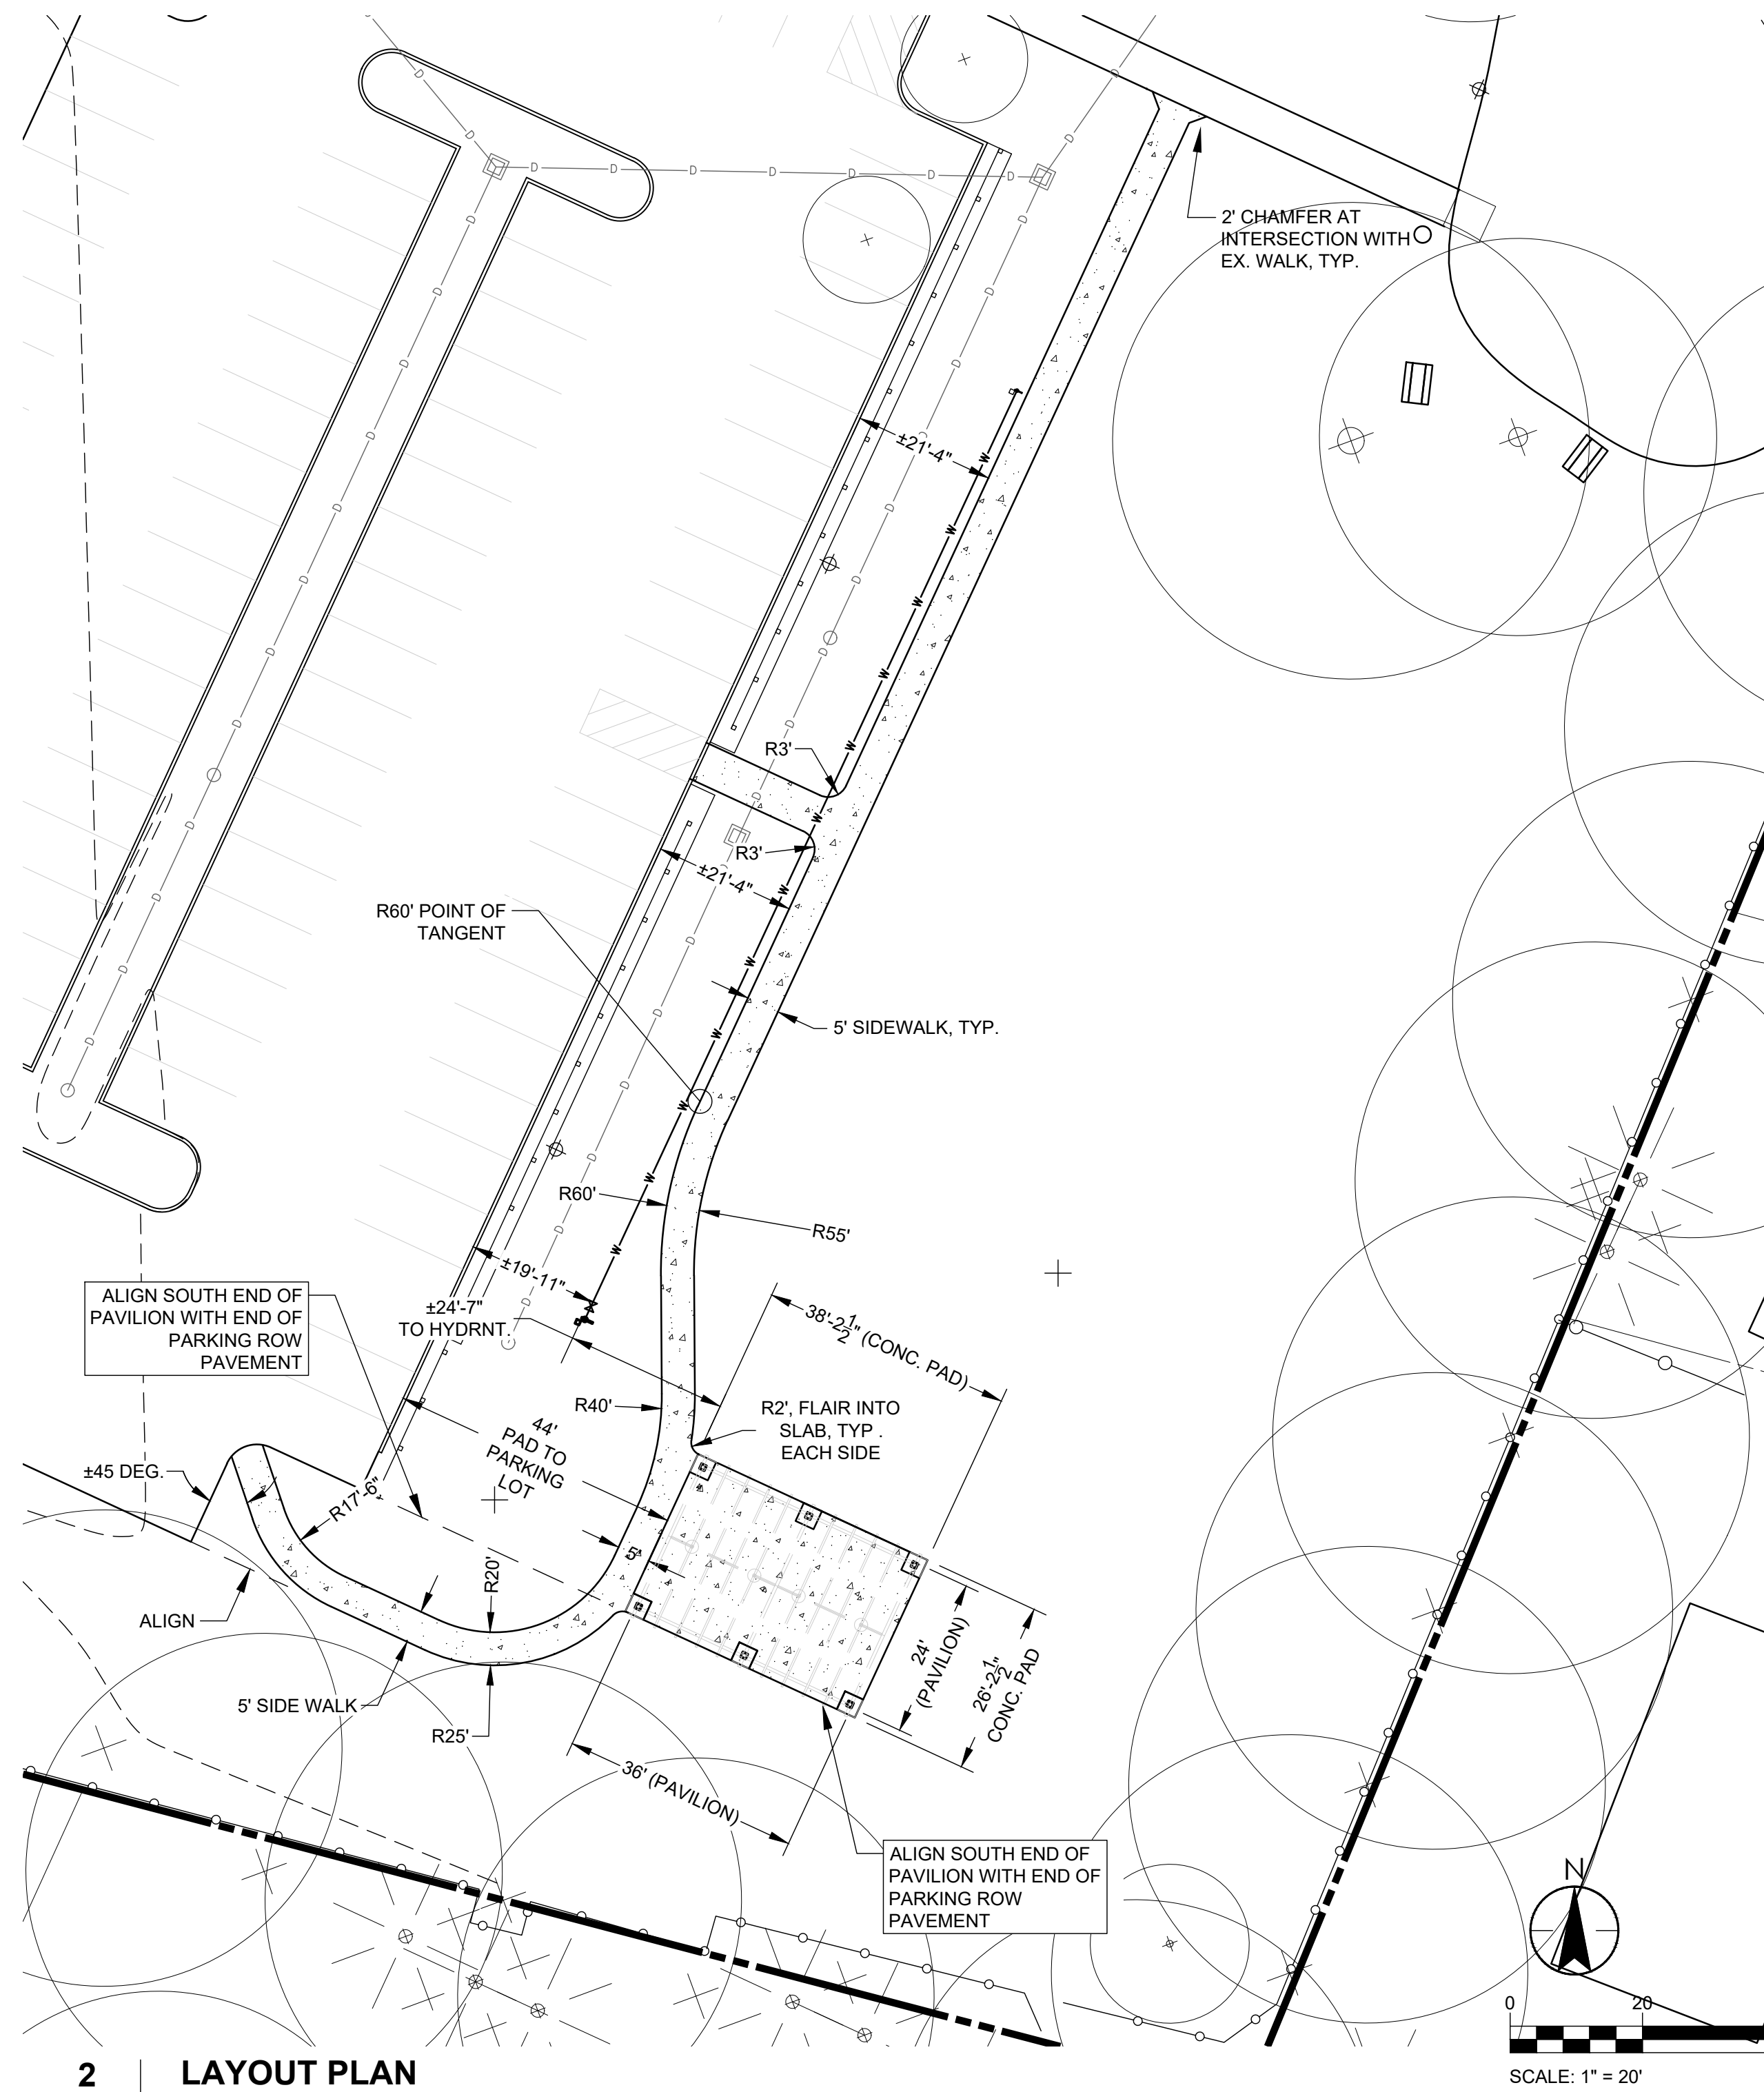 2' CHAMFER AT
INTERSECTION WITH
EX. WALK, TYP.
±21'-4"
R3'
R3'
±21'-4"
R60' POINT OF
TANGENT
5' SIDEWALK, TYP.
R60'
R55'
±19'-11"
ALIGN SOUTH END OF
PAVILION WITH END OF
PARKING ROW
PAVEMENT
±24'-7"
TO HYDRNT.
38'-2 1/2" (CONC. PAD)
R40'
R2', FLAIR INTO
SLAB, TYP .
EACH SIDE
44'
PAD TO
PARKING
LOT
±45 DEG.
R17'-6"
5'
R20'
ALIGN
24'
(PAVILION)
26'-2 1/2"
CONC. PAD
5' SIDE WALK
R25'
36' (PAVILION)
ALIGN SOUTH END OF
PAVILION WITH END OF
PARKING ROW
PAVEMENT
N
0 20
SCALE: 1" = 20'
2 LAYOUT PLAN
D D D D D D D D D D D D D D D D D D D D D D D D D D D D D D D D D D D D D
W W W W W W W W W W W W